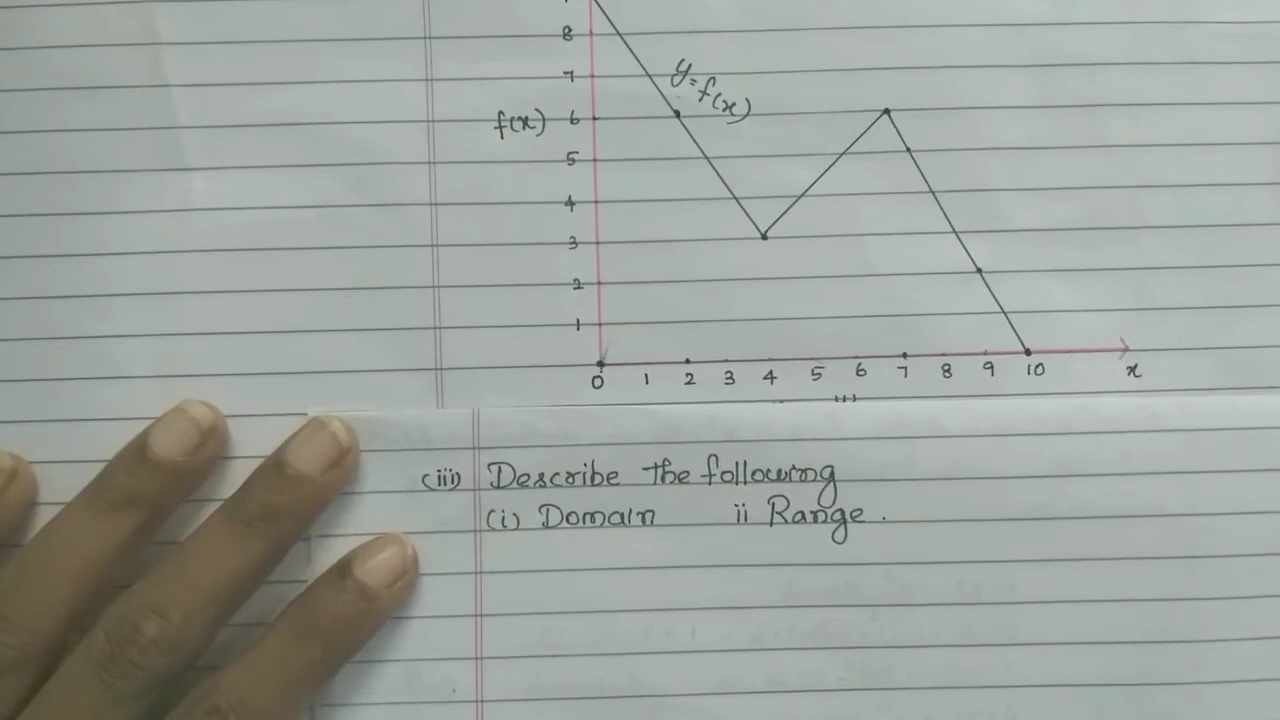 8
7
y=f(x)
f(x) 6
5
4
3
2
1
0 1 2 3 4 5 6 7 8 9 10 x
(iii) Describe the following
(i) Domain ii Range.